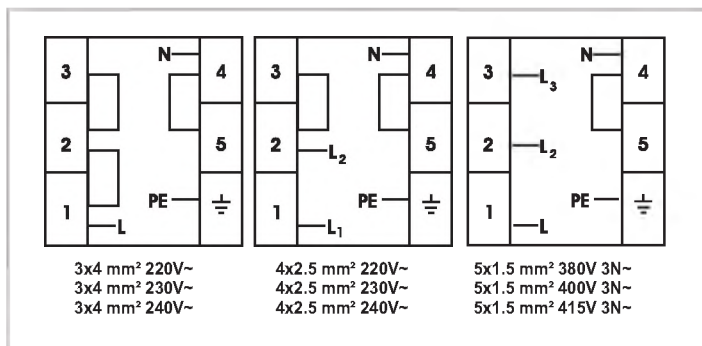 3 N 4
2 5
1 L PE ⏚
3x4 mm² 220V~
3x4 mm² 230V~
3x4 mm² 240V~
3 N 4
2 L₂ 5
1 L₁ PE ⏚
4x2.5 mm² 220V~
4x2.5 mm² 230V~
4x2.5 mm² 240V~
3 L₃ N 4
2 L₂ 5
1 L PE ⏚
5x1.5 mm² 380V 3N~
5x1.5 mm² 400V 3N~
5x1.5 mm² 415V 3N~